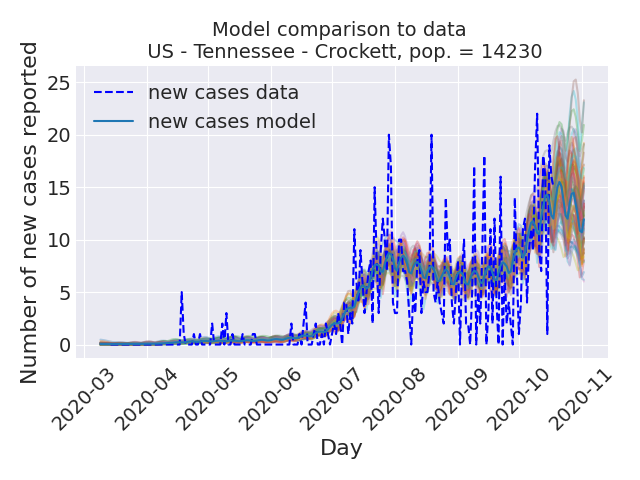 Model comparison to data
US - Tennessee - Crockett, pop. = 14230
Number of new cases reported
25
20
15
10
5
0
new cases data
new cases model
2020-03
2020-04
2020-05
2020-06
2020-07
2020-08
2020-09
2020-10
2020-11
Day